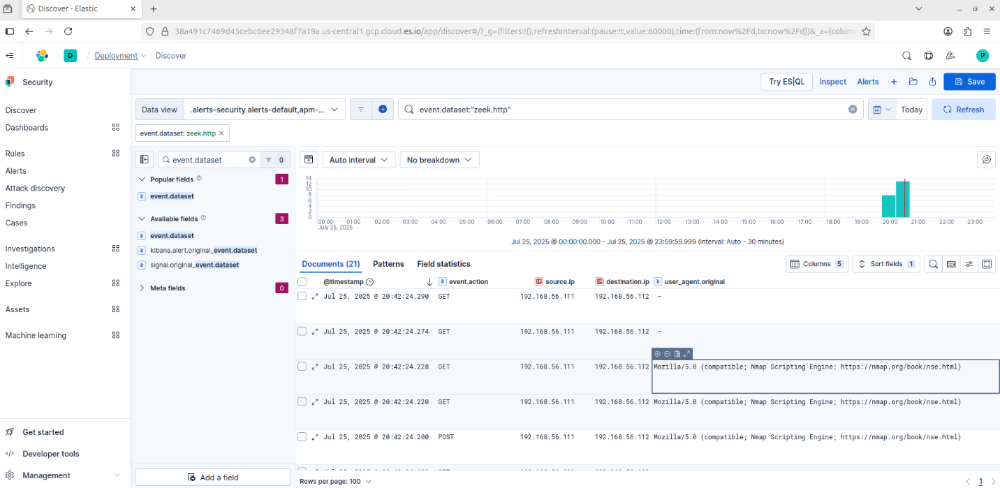 Discover - Elastic
38a491c7469d45cebc6ee29348f7a79a.us-central1.gcp.cloud.es.io/app/discover#/?_g=(filters:!(),refreshInterval:(pause:!t,value:60000),time:(from:now%2Fd,to:now%2Fd))&_a=(colum
D / Deployment / Discover P
Security
Discover
Dashboards
Rules
Alerts
Attack discovery
Findings
Cases
Investigations
Intelligence
Explore
Assets
Machine learning
Get started
Developer tools
Management
Try ES|QL Inspect Alerts Save
Data view .alerts-security.alerts-default,apm-... event.dataset:"zeek.http" Today Refresh
event.dataset: zeek.http
event.dataset 0
Popular fields 1
k event.dataset
Available fields 3
k event.dataset
k kibana.alert.original_event.dataset
k signal.original_event.dataset
Meta fields 0
Add a field
Auto interval No breakdown
14
12
10
8
6
4
2
0
00:00 01:00 02:00 03:00 04:00 05:00 06:00 07:00 08:00 09:00 10:00 11:00 12:00 13:00 14:00 15:00 16:00 17:00 18:00 19:00 20:00 21:00 22:00 23:00
July 25, 2025
Jul 25, 2025 @ 00:00:00.000 - Jul 25, 2025 @ 23:59:59.999 (interval: Auto - 30 minutes)
Documents (21) Patterns Field statistics Columns 5 Sort fields 1
@timestamp k event.action source.ip destination.ip k user_agent.original
Jul 25, 2025 @ 20:42:24.290 GET 192.168.56.111 192.168.56.112 -
Jul 25, 2025 @ 20:42:24.274 GET 192.168.56.111 192.168.56.112 -
Jul 25, 2025 @ 20:42:24.228 GET 192.168.56.111 192.168.56.112 Mozilla/5.0 (compatible; Nmap Scripting Engine; https://nmap.org/book/nse.html)
Jul 25, 2025 @ 20:42:24.220 GET 192.168.56.111 192.168.56.112 Mozilla/5.0 (compatible; Nmap Scripting Engine; https://nmap.org/book/nse.html)
Jul 25, 2025 @ 20:42:24.200 POST 192.168.56.111 192.168.56.112 Mozilla/5.0 (compatible; Nmap Scripting Engine; https://nmap.org/book/nse.html)
Rows per page: 100 1